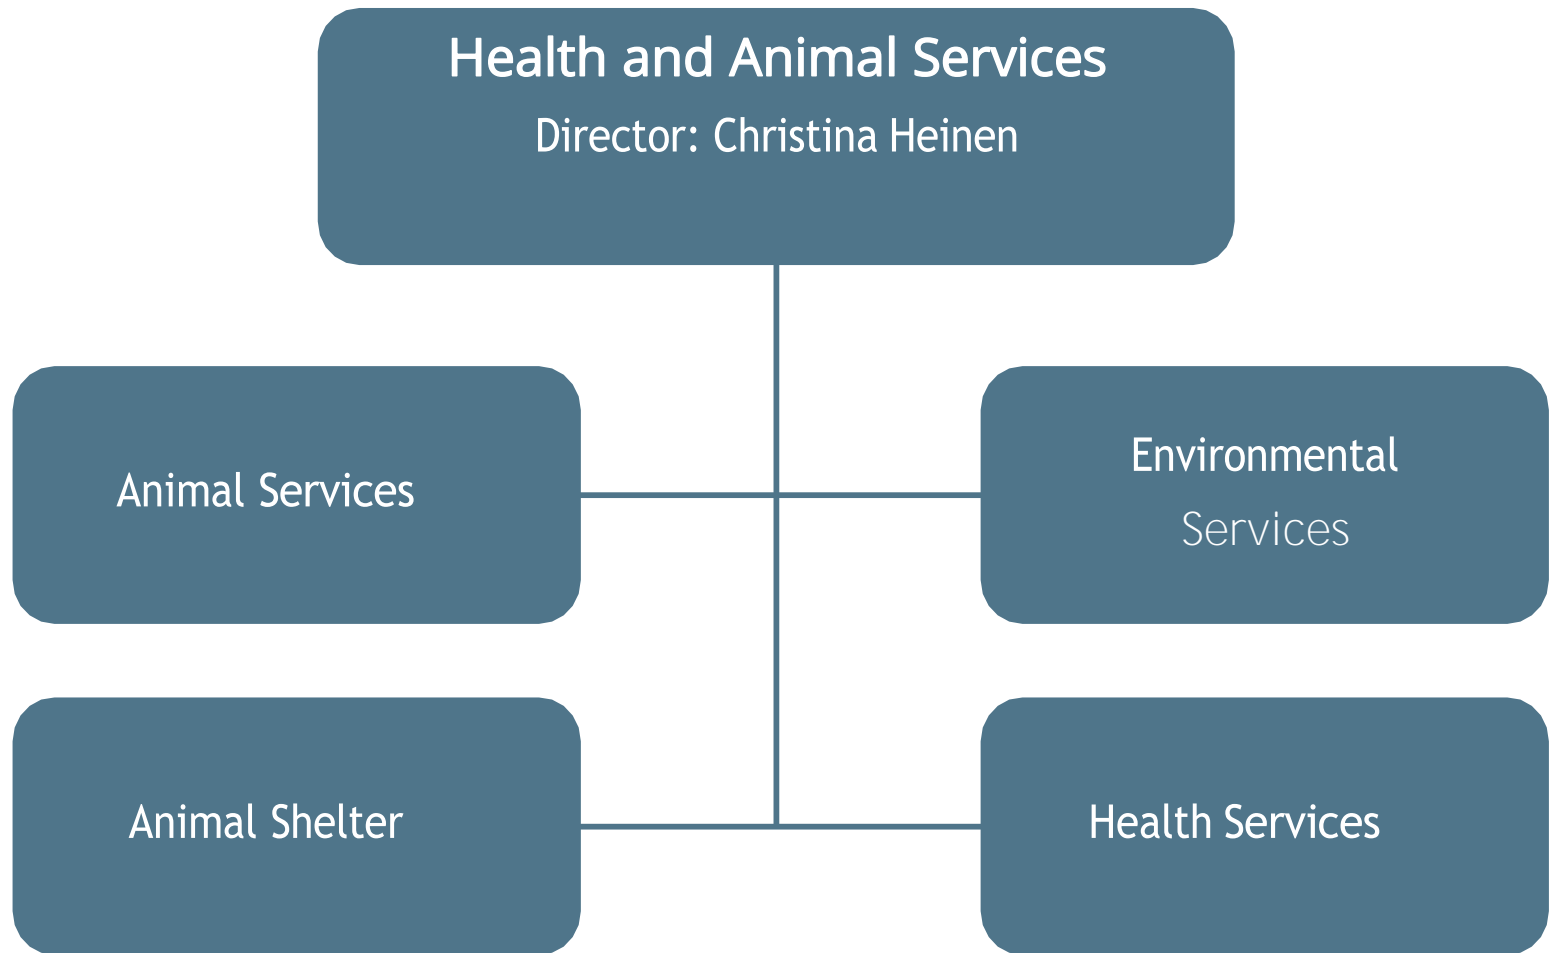 Health and Animal Services
Director: Christina Heinen
Animal Services
Environmental
Services
Animal Shelter
Health Services